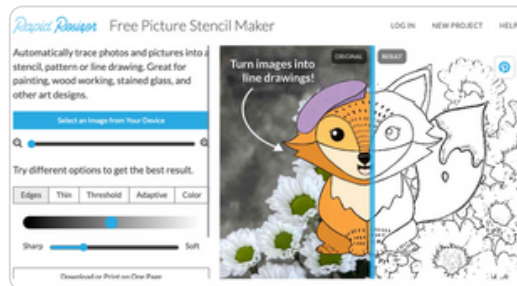 Rapid Resizer Free Picture Stencil Maker
LOG IN NEW PROJECT HELP
Automatically trace photos and pictures into a
stencil, pattern or line drawing. Great for
painting, wood working, stained glass, and
other art designs.
Select an Image from Your Device
Try different options to get the best result.
Edges Thin Threshold Adaptive Color
Sharp Soft
Download or Print on One Page
ORIGINAL RESULT
Turn images into
line drawings!